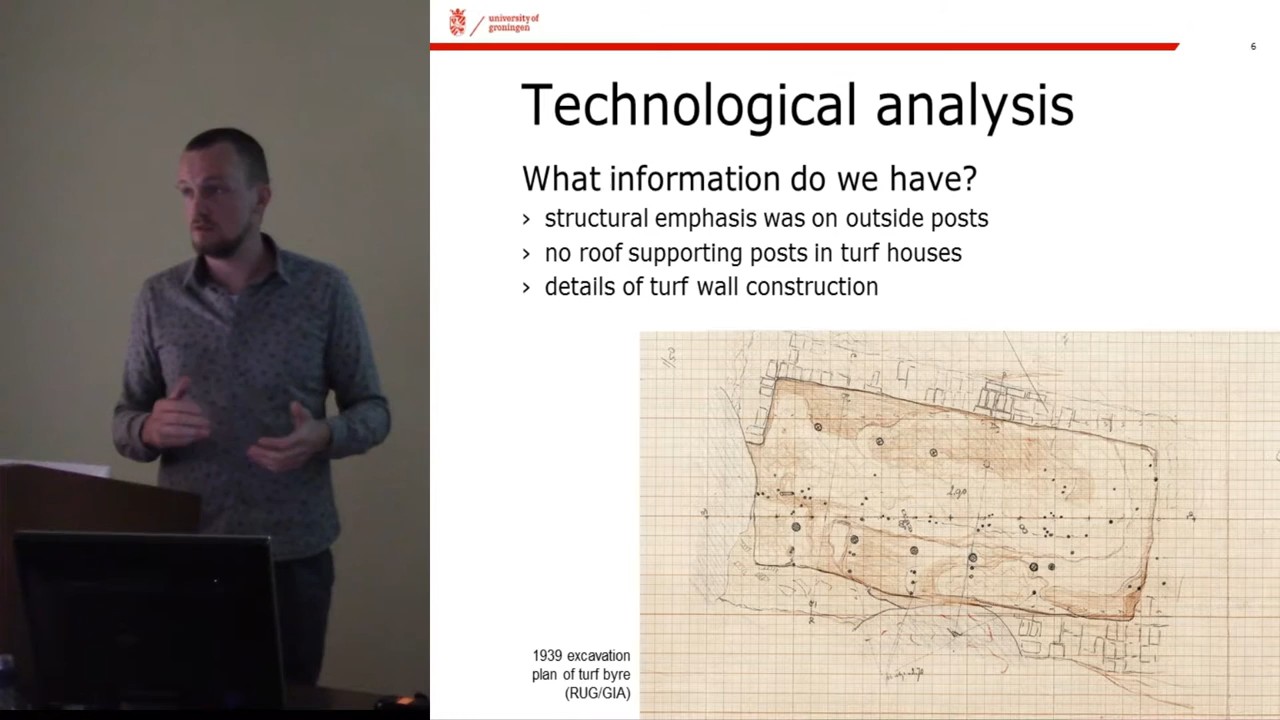 university of
groningen
6
Technological analysis
What information do we have?
› structural emphasis was on outside posts
› no roof supporting posts in turf houses
› details of turf wall construction
1939 excavation
plan of turf byre
(RUG/GIA)